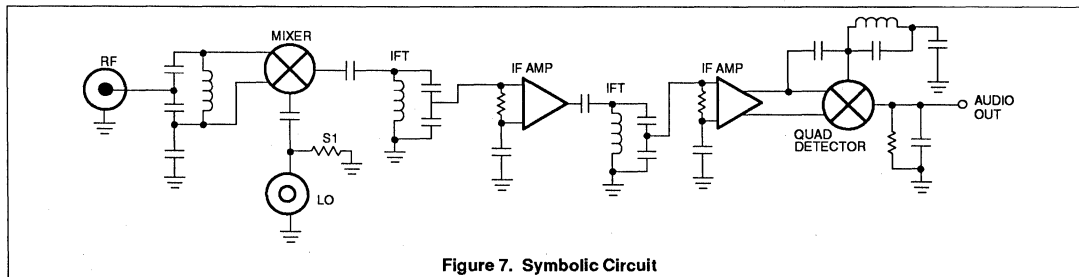 MIXER
RF
IFT
IF AMP
IFT
IF AMP
S1
LO
QUAD
DETECTOR
AUDIO
OUT
Figure 7. Symbolic Circuit